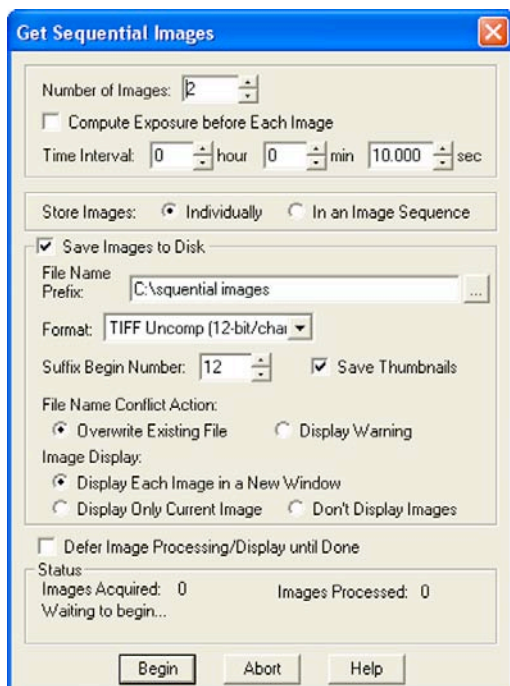 Get Sequential Images
Number of Images: 2
Compute Exposure before Each Image
Time Interval: 0 hour 0 min 10.000 sec
Store Images: Individually In an Image Sequence
Save Images to Disk
File Name
Prefix: C:\squential images ...
Format: TIFF Uncomp (12-bit/chai
Suffix Begin Number: 12 Save Thumbnails
File Name Conflict Action:
Overwrite Existing File Display Warning
Image Display:
Display Each Image in a New Window
Display Only Current Image Don't Display Images
Defer Image Processing/Display until Done
Status
Images Acquired: 0 Images Processed: 0
Waiting to begin...
Begin Abort Help